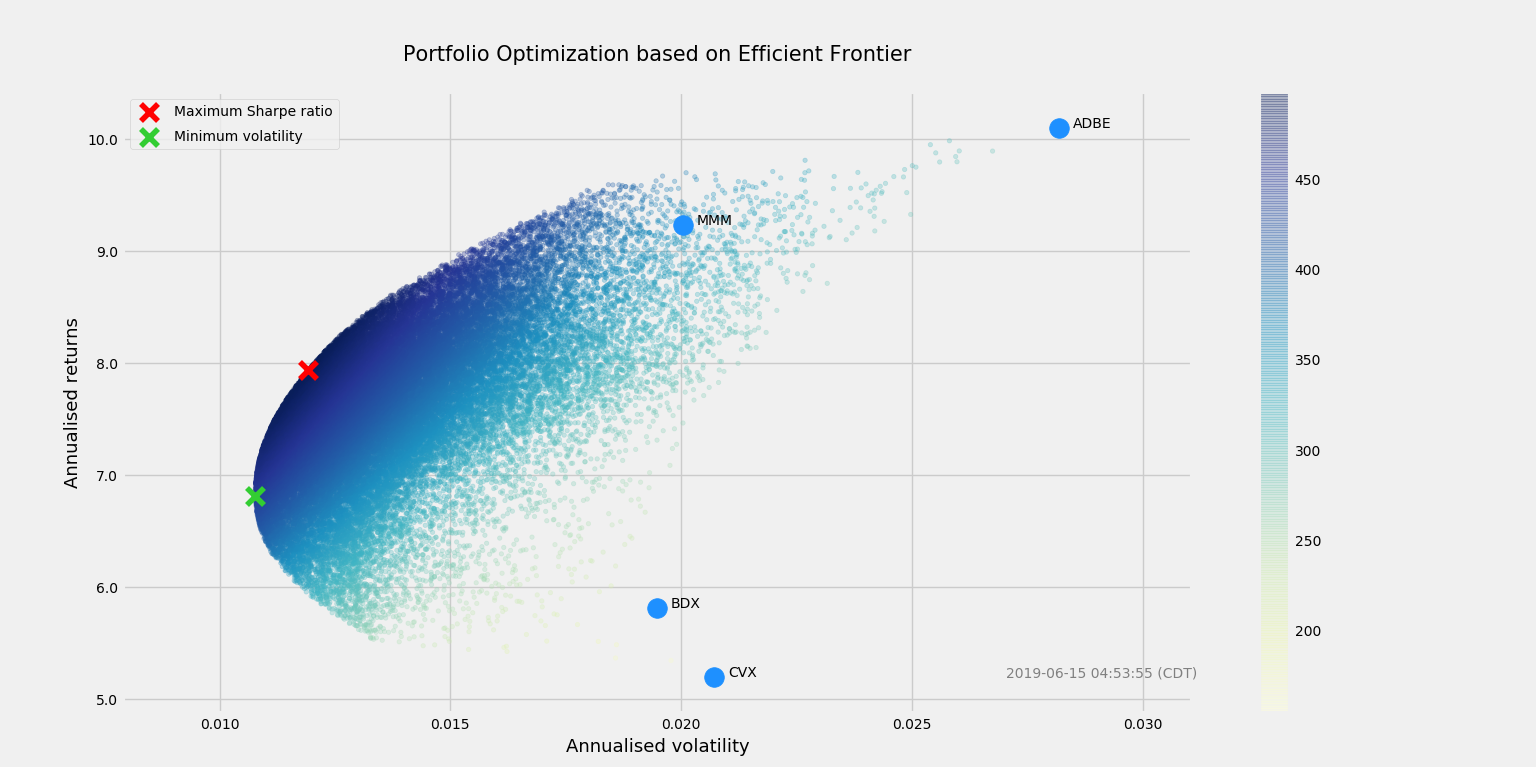 Portfolio Optimization based on Efficient Frontier
Maximum Sharpe ratio
Minimum volatility
10.0
9.0
8.0
7.0
6.0
5.0
Annualised returns
ADBE
MMM
BDX
CVX
2019-06-15 04:53:55 (CDT)
0.010 0.015 0.020 0.025 0.030
Annualised volatility
450
400
350
300
250
200